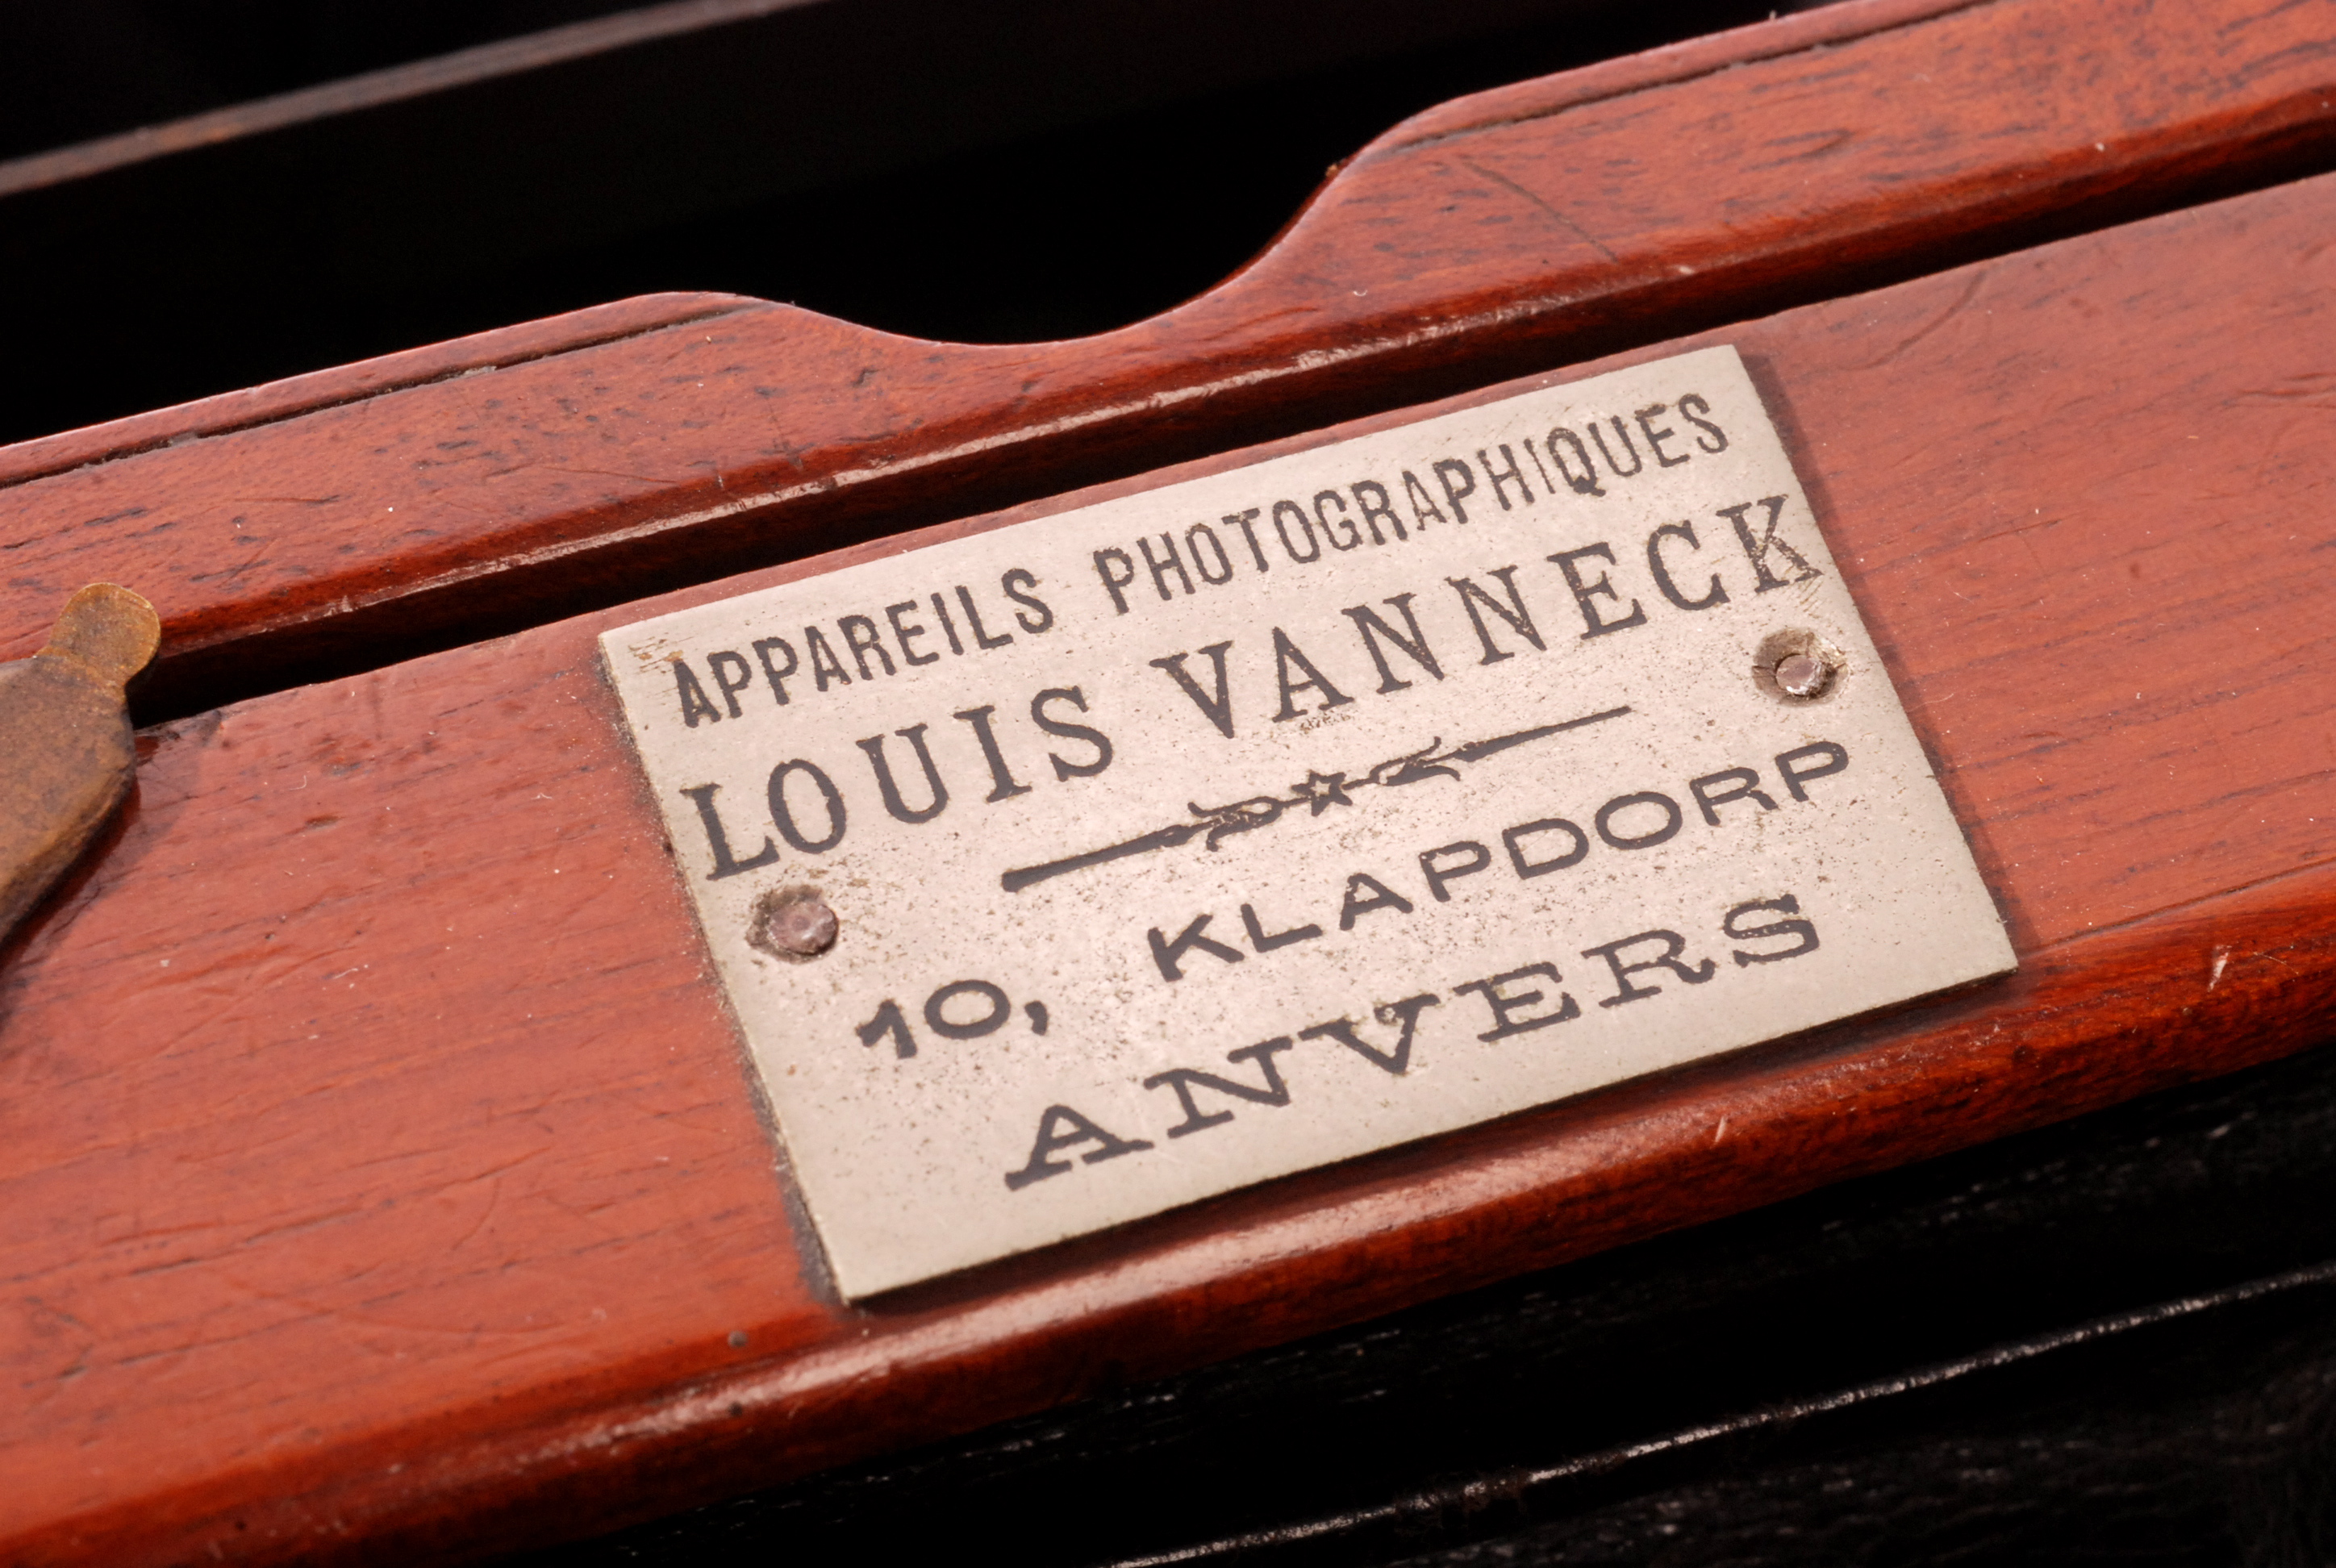 APPAREILS PHOTOGRAPHIQUES
LOUIS VANNECK
10, KLAPDORP
ANVERS